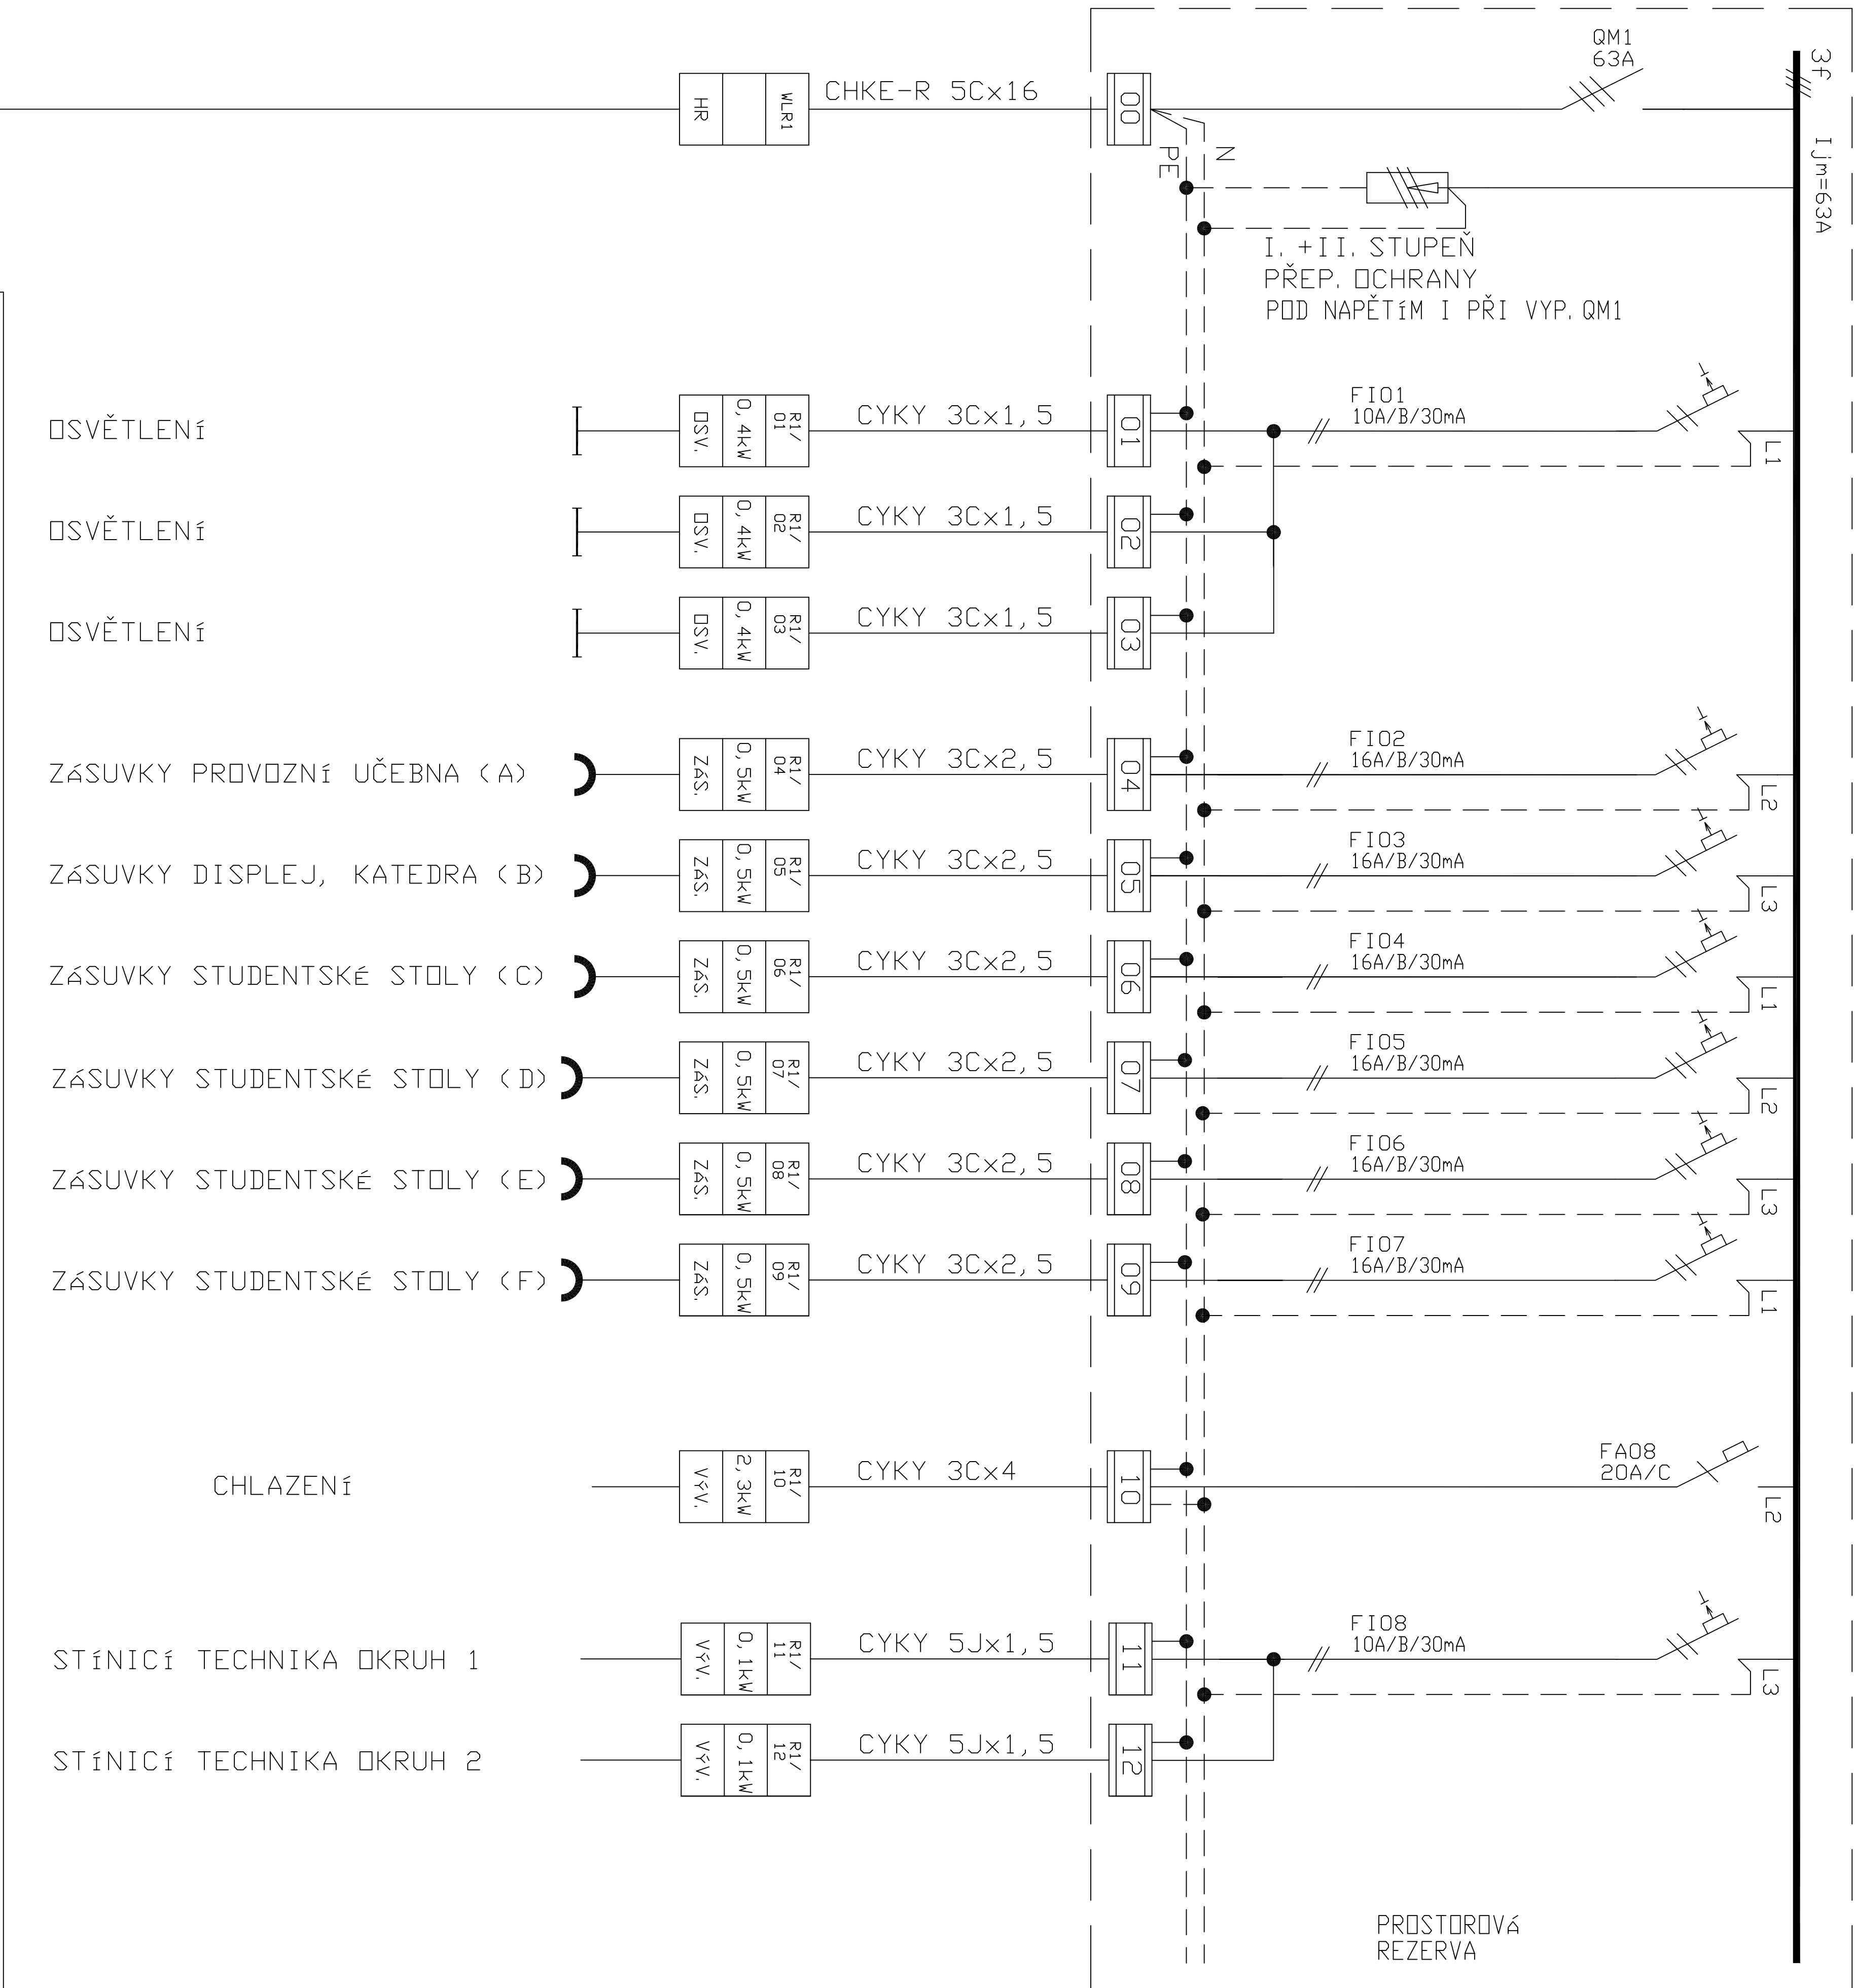 QM1
63A
3f
Ijm=63A
HR
WLR1
CHKE-R 5Cx16
00
PE
N
I. +II. STUPEŇ
PŘEP. OCHRANY
POD NAPĚTÍM I PŘI VYP. QM1
OSVĚTLENÍ
OSV.
0,4kW
R1/
01
CYKY 3Cx1,5
01
FI01
10A/B/30mA
L1
OSVĚTLENÍ
OSV.
0,4kW
R1/
02
CYKY 3Cx1,5
02
OSVĚTLENÍ
OSV.
0,4kW
R1/
03
CYKY 3Cx1,5
03
ZÁSUVKY PROVOZNÍ UČEBNA (A)
ZÁS.
0,5kW
R1/
04
CYKY 3Cx2,5
04
FI02
16A/B/30mA
L2
ZÁSUVKY DISPLEJ, KATEDRA (B)
ZÁS.
0,5kW
R1/
05
CYKY 3Cx2,5
05
FI03
16A/B/30mA
L3
ZÁSUVKY STUDENTSKÉ STOLY (C)
ZÁS.
0,5kW
R1/
06
CYKY 3Cx2,5
06
FI04
16A/B/30mA
L1
ZÁSUVKY STUDENTSKÉ STOLY (D)
ZÁS.
0,5kW
R1/
07
CYKY 3Cx2,5
07
FI05
16A/B/30mA
L2
ZÁSUVKY STUDENTSKÉ STOLY (E)
ZÁS.
0,5kW
R1/
08
CYKY 3Cx2,5
08
FI06
16A/B/30mA
L3
ZÁSUVKY STUDENTSKÉ STOLY (F)
ZÁS.
0,5kW
R1/
09
CYKY 3Cx2,5
09
FI07
16A/B/30mA
L1
CHLAZENÍ
VÝV.
2,3kW
R1/
10
CYKY 3Cx4
10
FA08
20A/C
L2
STÍNICÍ TECHNIKA OKRUH 1
VÝV.
0,1kW
R1/
11
CYKY 5Jx1,5
11
FI08
10A/B/30mA
L3
STÍNICÍ TECHNIKA OKRUH 2
VÝV.
0,1kW
R1/
12
CYKY 5Jx1,5
12
PROSTOROVÁ
REZERVA